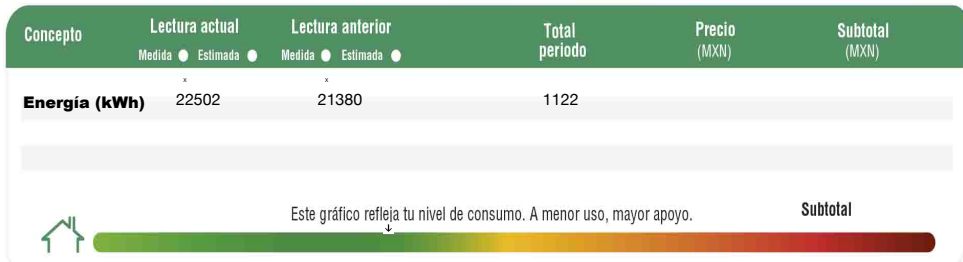 Concepto Lectura actual Lectura anterior Total periodo Precio (MXN) Subtotal (MXN)
Medida Estimada Medida Estimada
x x
Energía (kWh) 22502 21380 1122
Este gráfico refleja tu nivel de consumo. A menor uso, mayor apoyo. Subtotal